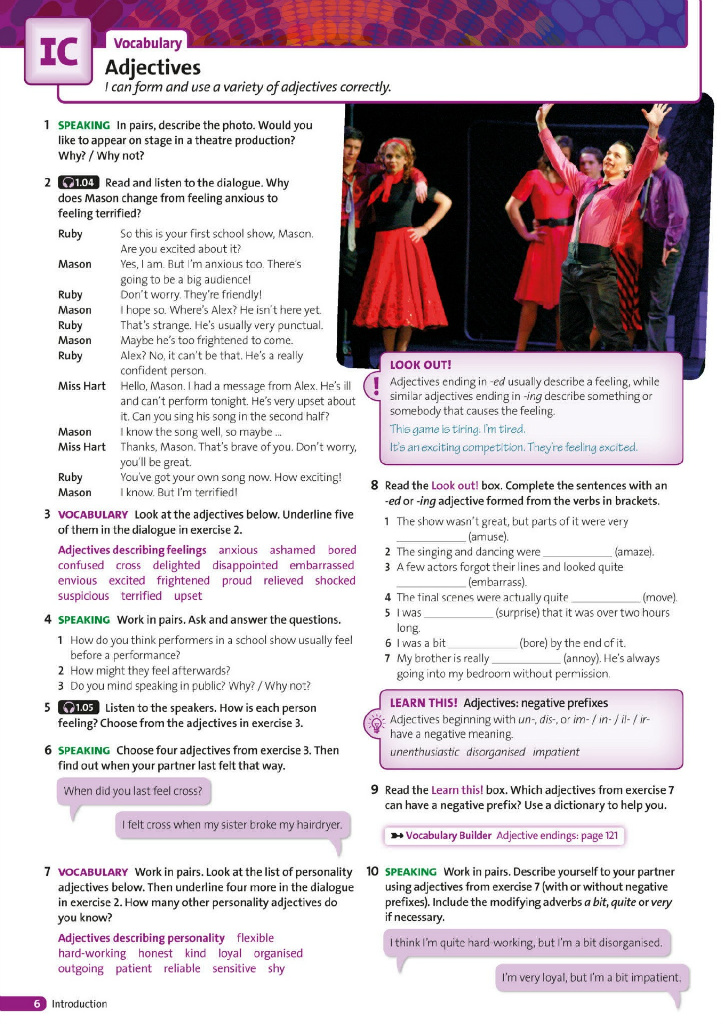 IC
Vocabulary
Adjectives
I can form and use a variety of adjectives correctly.
1 SPEAKING In pairs, describe the photo. Would you
like to appear on stage in a theatre production?
Why? / Why not?
2 1.04 Read and listen to the dialogue. Why
does Mason change from feeling anxious to
feeling terrified?
Ruby So this is your first school show, Mason.
Are you excited about it?
Mason Yes, I am. But I'm anxious too. There's
going to be a big audience!
Ruby Don't worry. They're friendly!
Mason I hope so. Where's Alex? He isn't here yet.
Ruby That's strange. He's usually very punctual.
Mason Maybe he's too frightened to come.
Ruby Alex? No, it can't be that. He's a really
confident person.
Miss Hart Hello, Mason. I had a message from Alex. He's ill
and can't perform tonight. He's very upset about
it. Can you sing his song in the second half?
Mason I know the song well, so maybe ...
Miss Hart Thanks, Mason. That's brave of you. Don't worry,
you'll be great.
Ruby You've got your own song now. How exciting!
Mason I know. But I'm terrified!
3 VOCABULARY Look at the adjectives below. Underline five
of them in the dialogue in exercise 2.
Adjectives describing feelings anxious ashamed bored
confused cross delighted disappointed embarrassed
envious excited frightened proud relieved shocked
suspicious terrified upset
4 SPEAKING Work in pairs. Ask and answer the questions.
1 How do you think performers in a school show usually feel
before a performance?
2 How might they feel afterwards?
3 Do you mind speaking in public? Why? / Why not?
5 1.05 Listen to the speakers. How is each person
feeling? Choose from the adjectives in exercise 3.
6 SPEAKING Choose four adjectives from exercise 3. Then
find out when your partner last felt that way.
When did you last feel cross?
I felt cross when my sister broke my hairdryer.
7 VOCABULARY Work in pairs. Look at the list of personality
adjectives below. Then underline four more in the dialogue
in exercise 2. How many other personality adjectives do
you know?
Adjectives describing personality flexible
hard-working honest kind loyal organised
outgoing patient reliable sensitive shy
LOOK OUT!
! Adjectives ending in -ed usually describe a feeling, while
similar adjectives ending in -ing describe something or
somebody that causes the feeling.
This game is tiring. I'm tired.
It's an exciting competition. They're feeling excited.
8 Read the Look out! box. Complete the sentences with an
-ed or -ing adjective formed from the verbs in brackets.
1 The show wasn't great, but parts of it were very
____________ (amuse).
2 The singing and dancing were ____________ (amaze).
3 A few actors forgot their lines and looked quite
____________ (embarrass).
4 The final scenes were actually quite ____________ (move).
5 I was ____________ (surprise) that it was over two hours
long.
6 I was a bit ____________ (bore) by the end of it.
7 My brother is really ____________ (annoy). He's always
going into my bedroom without permission.
LEARN THIS! Adjectives: negative prefixes
Adjectives beginning with un-, dis-, or im- / in- / il- / ir-
have a negative meaning.
unenthusiastic disorganised impatient
9 Read the Learn this! box. Which adjectives from exercise 7
can have a negative prefix? Use a dictionary to help you.
Vocabulary Builder Adjective endings: page 121
10 SPEAKING Work in pairs. Describe yourself to your partner
using adjectives from exercise 7 (with or without negative
prefixes). Include the modifying adverbs a bit, quite or very
if necessary.
I think I'm quite hard-working, but I'm a bit disorganised.
I'm very loyal, but I'm a bit impatient.
6 Introduction